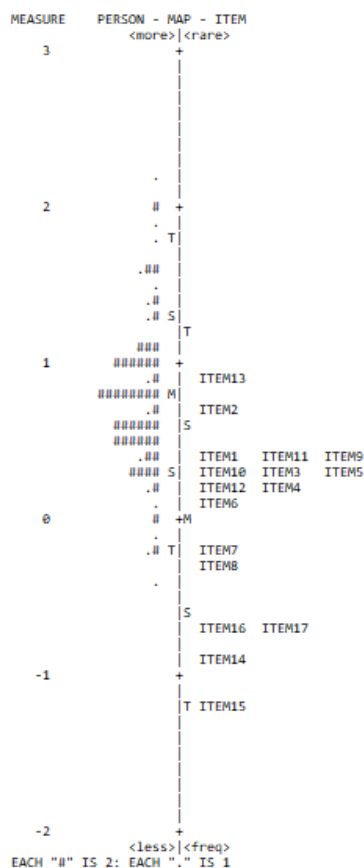 MEASURE PERSON - MAP - ITEM
<more>|<rare>
3 +
|
|
|
|
|
|
|
. |
|
2 # +
. |
. T|
|
.## |
. |
.# |
.# S|
|T
### |
1 ###### +
.# | ITEM13
######## M|
.# | ITEM2
###### |S
###### |
.## | ITEM1 ITEM11 ITEM9
#### S| ITEM10 ITEM3 ITEM5
.# | ITEM12 ITEM4
. | ITEM6
0 # +M
. |
.# T| ITEM7
| ITEM8
. |
|
|S
| ITEM16 ITEM17
|
| ITEM14
-1 +
|
|T ITEM15
|
|
|
|
|
|
|
-2 +
<less>|<freq>
EACH "#" IS 2: EACH "." IS 1